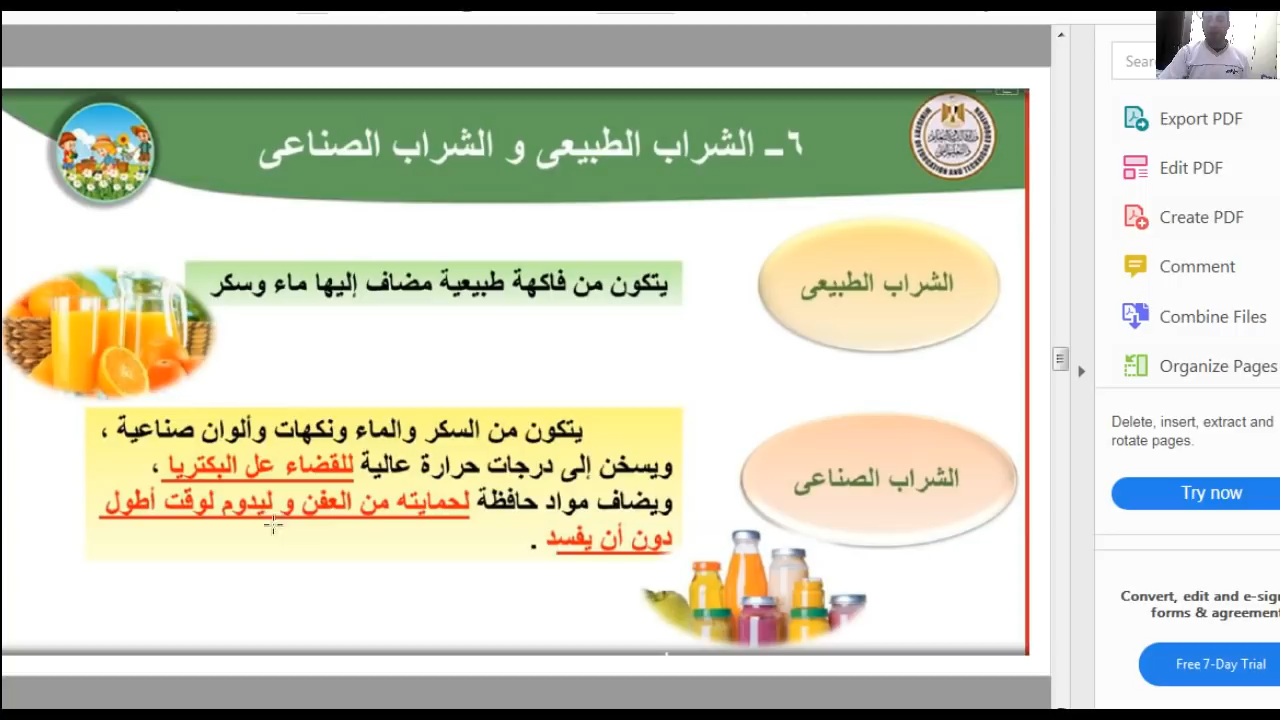 ٦ـ الشراب الطبيعى و الشراب الصناعى
الشراب الطبيعى
يتكون من فاكهة طبيعية مضاف إليها ماء وسكر
الشراب الصناعى
يتكون من السكر والماء ونكهات وألوان صناعية ،
ويسخن إلى درجات حرارة عالية للقضاء عل البكتريا ،
ويضاف مواد حافظة لحمايته من العفن و ليدوم لوقت أطول
دون أن يفسد .
Sear
Export PDF
Edit PDF
Create PDF
Comment
Combine Files
Organize Pages
Delete, insert, extract and
rotate pages.
Try now
Convert, edit and e-sign
forms & agreement
Free 7-Day Trial